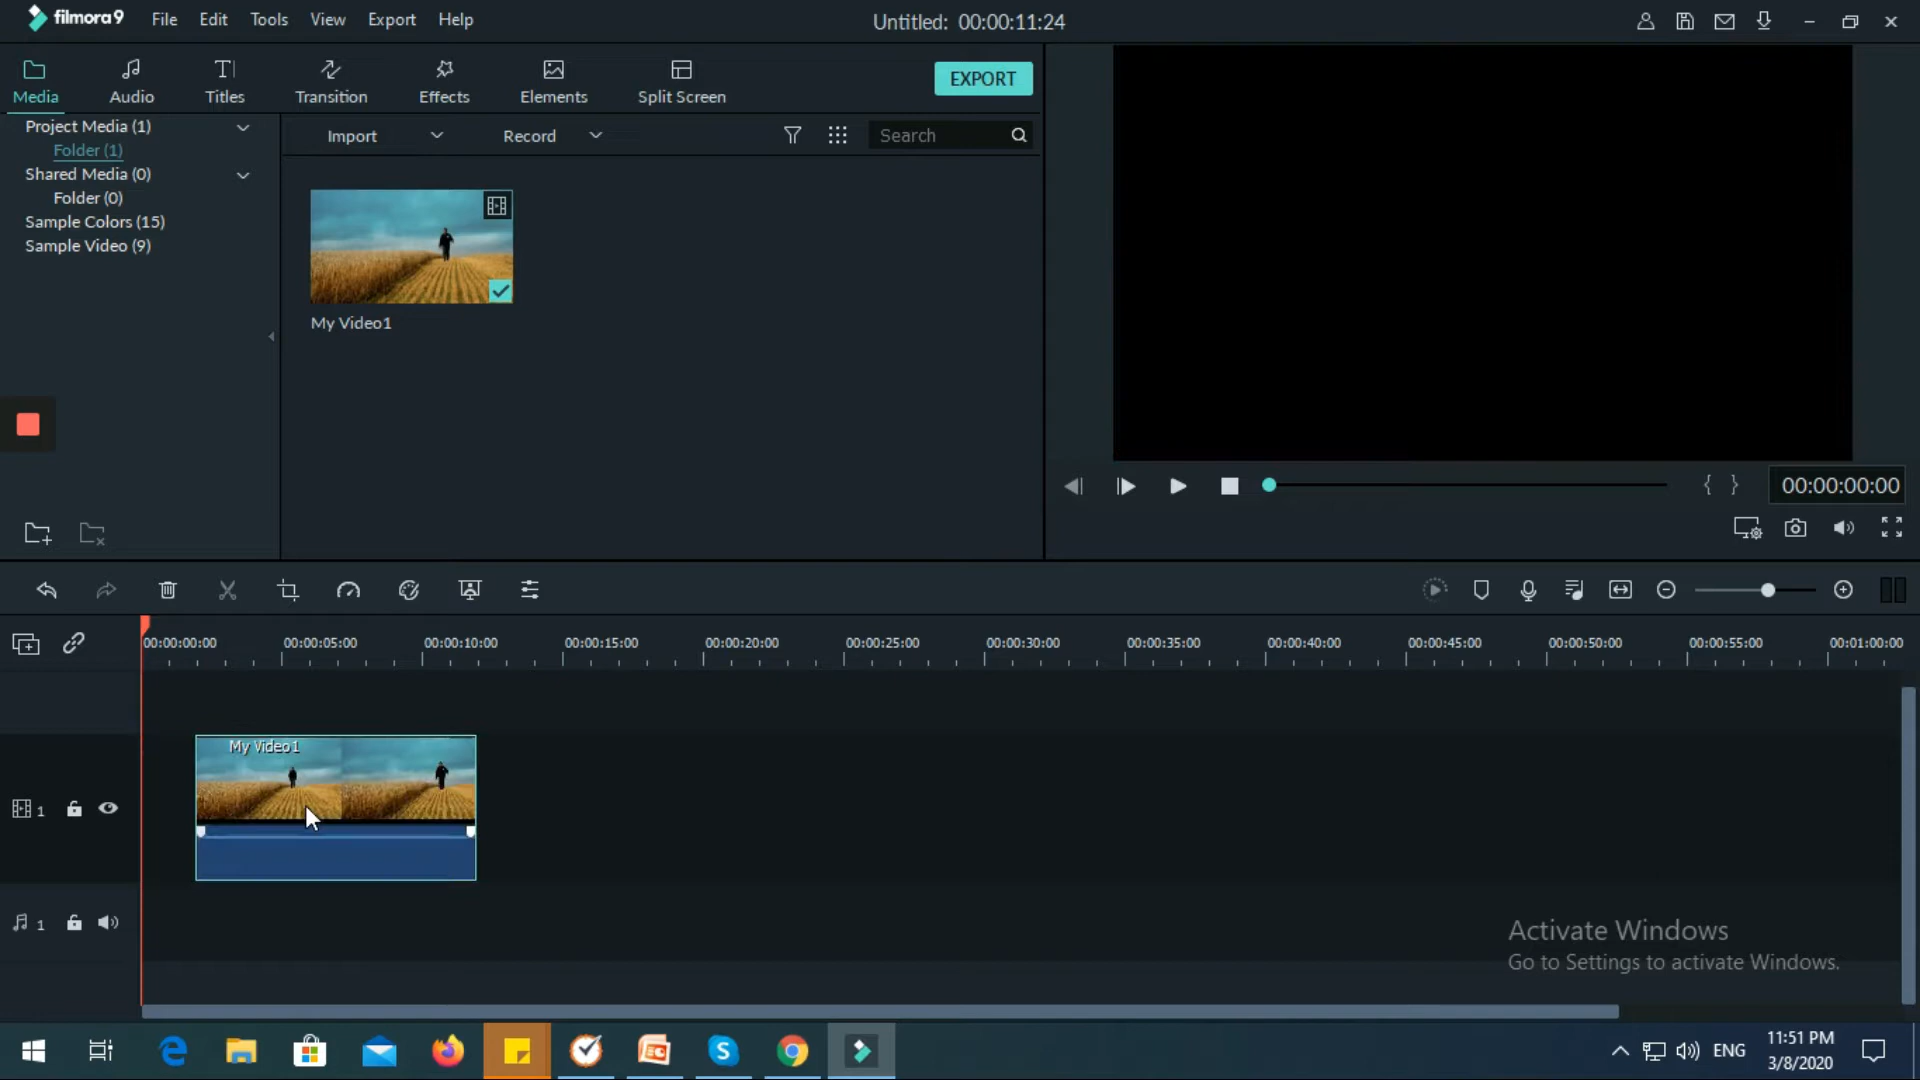 filmora9 File Edit Tools View Export Help Untitled: 00:00:11:24
Media Audio Titles Transition Effects Elements Split Screen EXPORT
Project Media (1) Import Record Search
Folder (1)
Shared Media (0)
Folder (0)
Sample Colors (15)
Sample Video (9)
My Video1
00:00:00:00
00:00:00:00 00:00:05:00 00:00:10:00 00:00:15:00 00:00:20:00 00:00:25:00 00:00:30:00 00:00:35:00 00:00:40:00 00:00:45:00 00:00:50:00 00:00:55:00 00:01:00:00
My Video1
1
1
Activate Windows
Go to Settings to activate Windows.
ENG 11:51 PM
3/8/2020